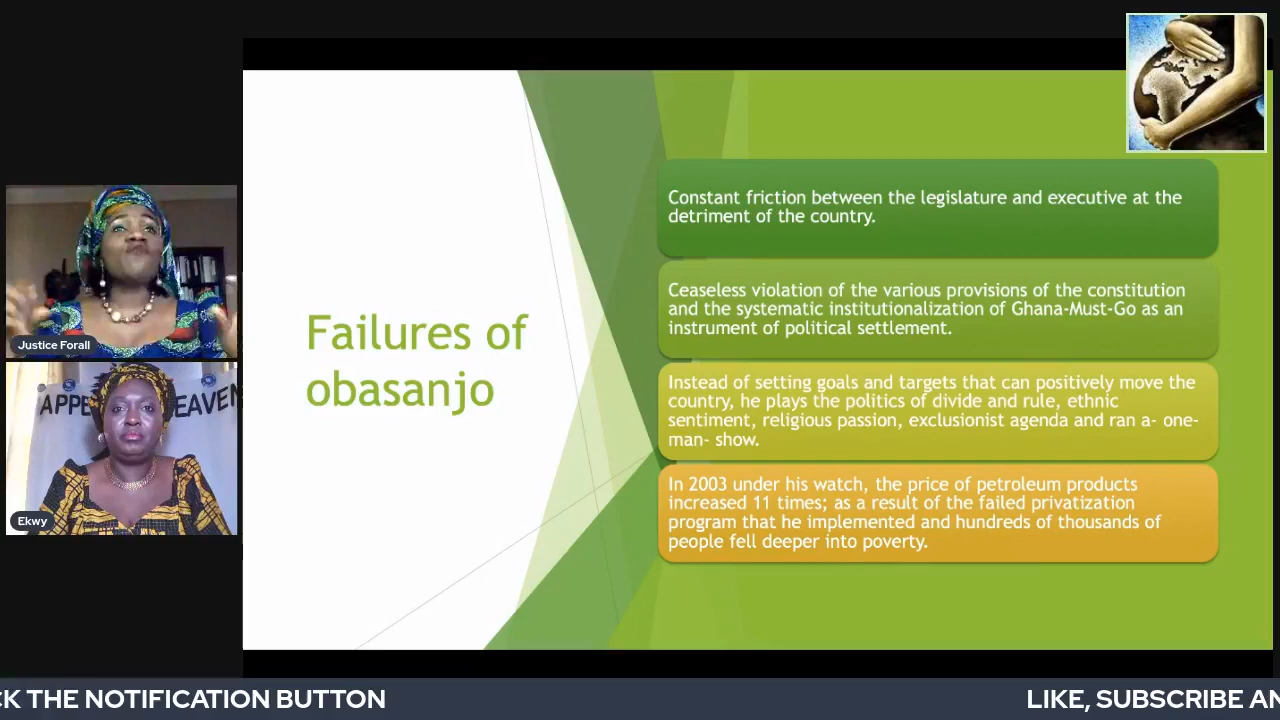 Failures of
obasanjo
Constant friction between the legislature and executive at the
detriment of the country.
Ceaseless violation of the various provisions of the constitution
and the systematic institutionalization of Ghana-Must-Go as an
instrument of political settlement.
Instead of setting goals and targets that can positively move the
country, he plays the politics of divide and rule, ethnic
sentiment, religious passion, exclusionist agenda and ran a- one-
man- show.
In 2003 under his watch, the price of petroleum products
increased 11 times; as a result of the failed privatization
program that he implemented and hundreds of thousands of
people fell deeper into poverty.
Justice Forall
APPE EAVEN
Ekwy
CK THE NOTIFICATION BUTTON
LIKE, SUBSCRIBE AN